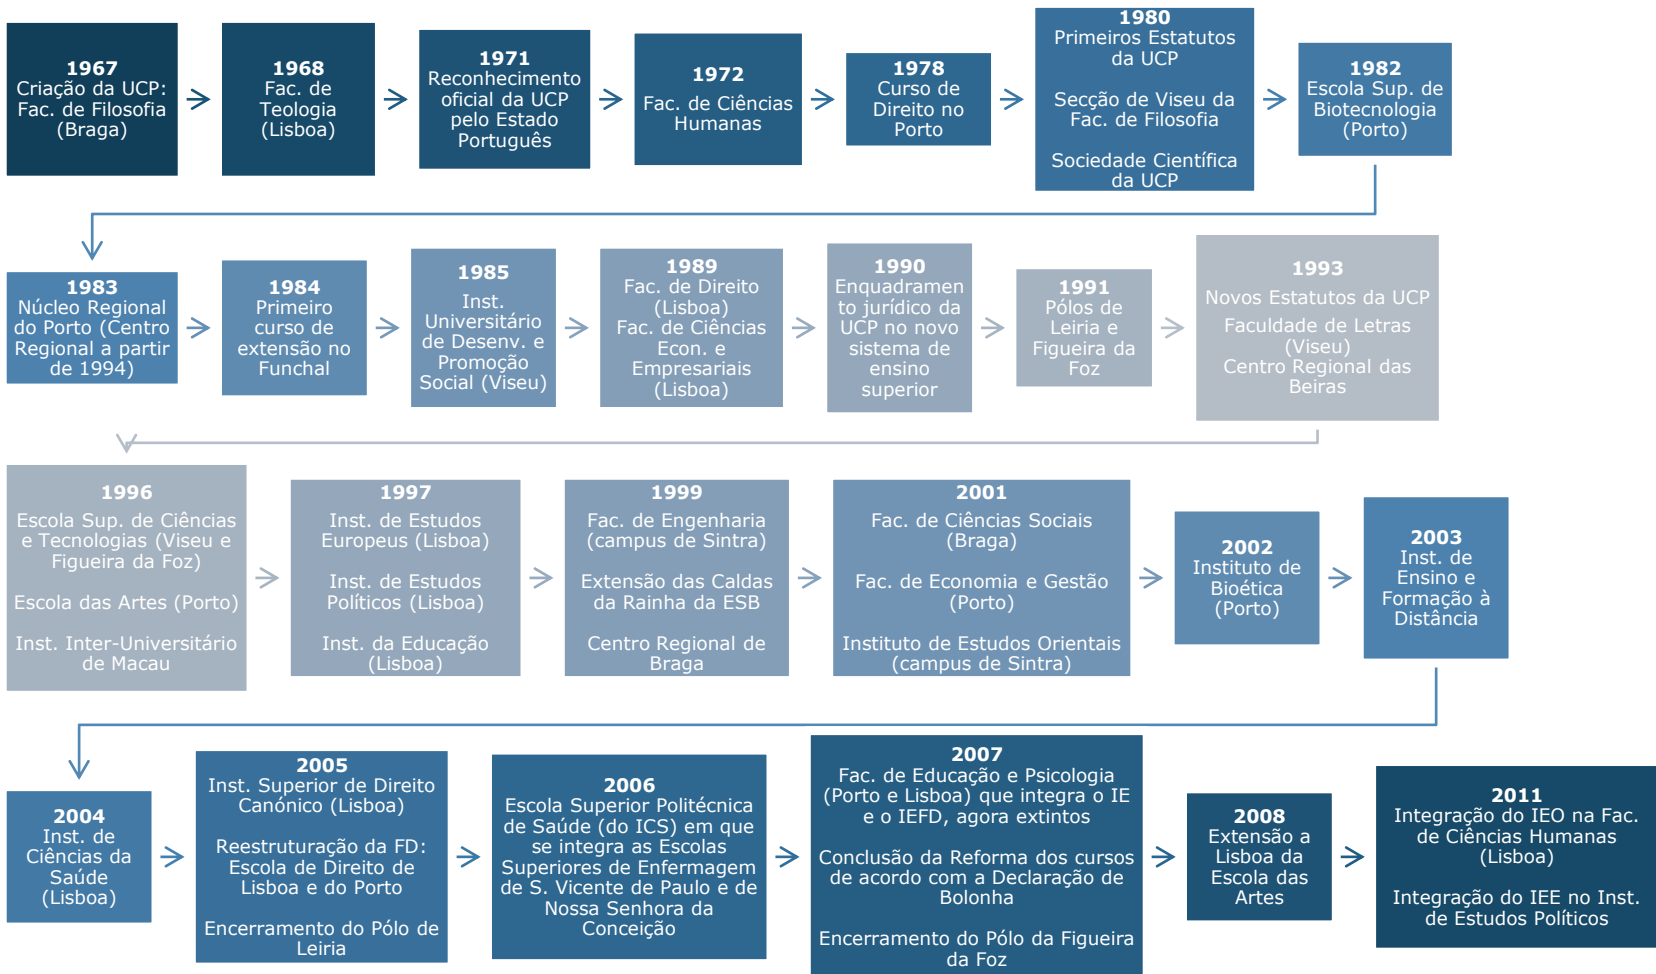 1967
Criação da UCP:
Fac. de Filosofia
(Braga)
1968
Fac. de
Teologia
(Lisboa)
1971
Reconhecimento
oficial da UCP
pelo Estado
Português
1972
Fac. de Ciências
Humanas
1978
Curso de
Direito no
Porto
1980
Primeiros Estatutos
da UCP
Secção de Viseu da
Fac. de Filosofia
Sociedade Científica
da UCP
1982
Escola Sup. de
Biotecnologia
(Porto)
1983
Núcleo Regional
do Porto (Centro
Regional a partir
de 1994)
1984
Primeiro
curso de
extensão no
Funchal
1985
Inst.
Universitário
de Desenv. e
Promoção
Social (Viseu)
1989
Fac. de Direito
(Lisboa)
Fac. de Ciências
Econ. e
Empresariais
(Lisboa)
1990
Enquadramen
to jurídico da
UCP no novo
sistema de
ensino
superior
1991
Pólos de
Leiria e
Figueira da
Foz
1993
Novos Estatutos da UCP
Faculdade de Letras
(Viseu)
Centro Regional das
Beiras
1996
Escola Sup. de Ciências
e Tecnologias (Viseu e
Figueira da Foz)
Escola das Artes (Porto)
Inst. Inter-Universitário
de Macau
1997
Inst. de Estudos
Europeus (Lisboa)
Inst. de Estudos
Políticos (Lisboa)
Inst. da Educação
(Lisboa)
1999
Fac. de Engenharia
(campus de Sintra)
Extensão das Caldas
da Rainha da ESB
Centro Regional de
Braga
2001
Fac. de Ciências Sociais
(Braga)
Fac. de Economia e Gestão
(Porto)
Instituto de Estudos Orientais
(campus de Sintra)
2002
Instituto de
Bioética
(Porto)
2003
Inst. de
Ensino e
Formação à
Distância
2004
Inst. de
Ciências da
Saúde
(Lisboa)
2005
Inst. Superior de Direito
Canónico (Lisboa)
Reestruturação da FD:
Escola de Direito de
Lisboa e do Porto
Encerramento do Pólo de
Leiria
2006
Escola Superior Politécnica
de Saúde (do ICS) em que
se integra as Escolas
Superiores de Enfermagem
de S. Vicente de Paulo e de
Nossa Senhora da
Conceição
2007
Fac. de Educação e Psicologia
(Porto e Lisboa) que integra o IE
e o IEFD, agora extintos
Conclusão da Reforma dos cursos
de acordo com a Declaração de
Bolonha
Encerramento do Pólo da Figueira
da Foz
2008
Extensão a
Lisboa da
Escola das
Artes
2011
Integração do IEO na Fac.
de Ciências Humanas
(Lisboa)
Integração do IEE no Inst.
de Estudos Políticos